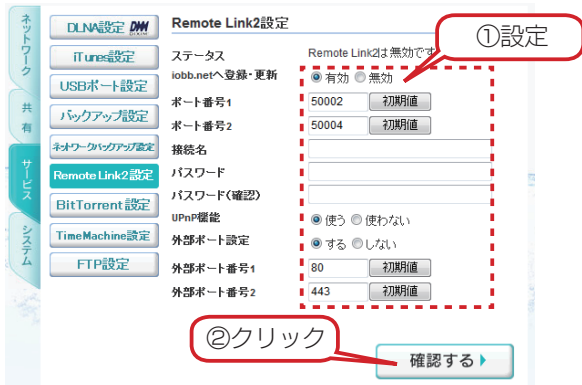 ネットワーク
共有
サービス
システム
DLNA設定
iTunes設定
USBポート設定
バックアップ設定
ネットワークバックアップ設定
Remote Link2設定
BitTorrent設定
TimeMachine設定
FTP設定
Remote Link2設定
ステータス Remote Link2は無効です
iobb.netへ登録・更新 有効 無効
ポート番号1 50002 初期値
ポート番号2 50004 初期値
接続名
パスワード
パスワード(確認)
UPnP機能 使う 使わない
外部ポート設定 する しない
外部ポート番号1 80 初期値
外部ポート番号2 443 初期値
①設定
②クリック
確認する